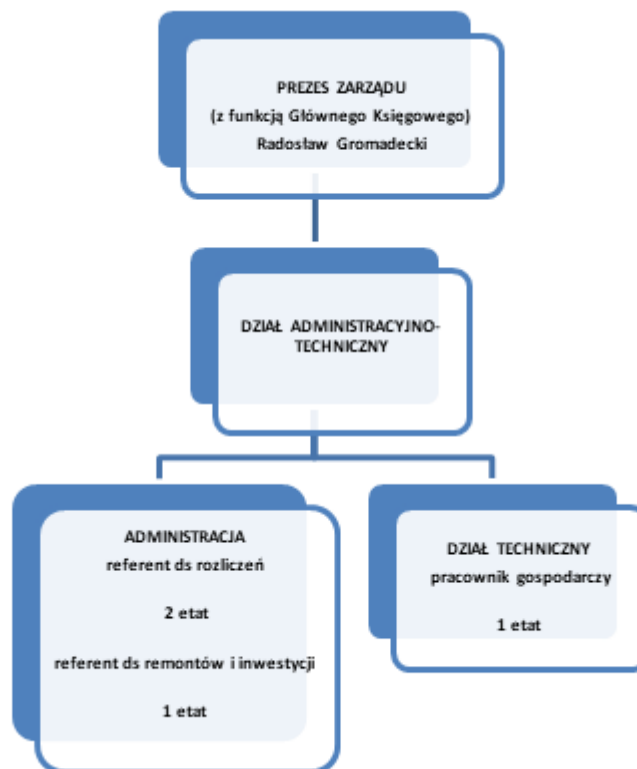 PREZES ZARZĄDU
(z funkcją Głównego Księgowego)
Radosław Gromadecki
DZIAŁ ADMINISTRACYJNO-
TECHNICZNY
ADMINISTRACJA
referent ds rozliczeń
2 etat
referent ds remontów i inwestycji
1 etat
DZIAŁ TECHNICZNY
pracownik gospodarczy
1 etat